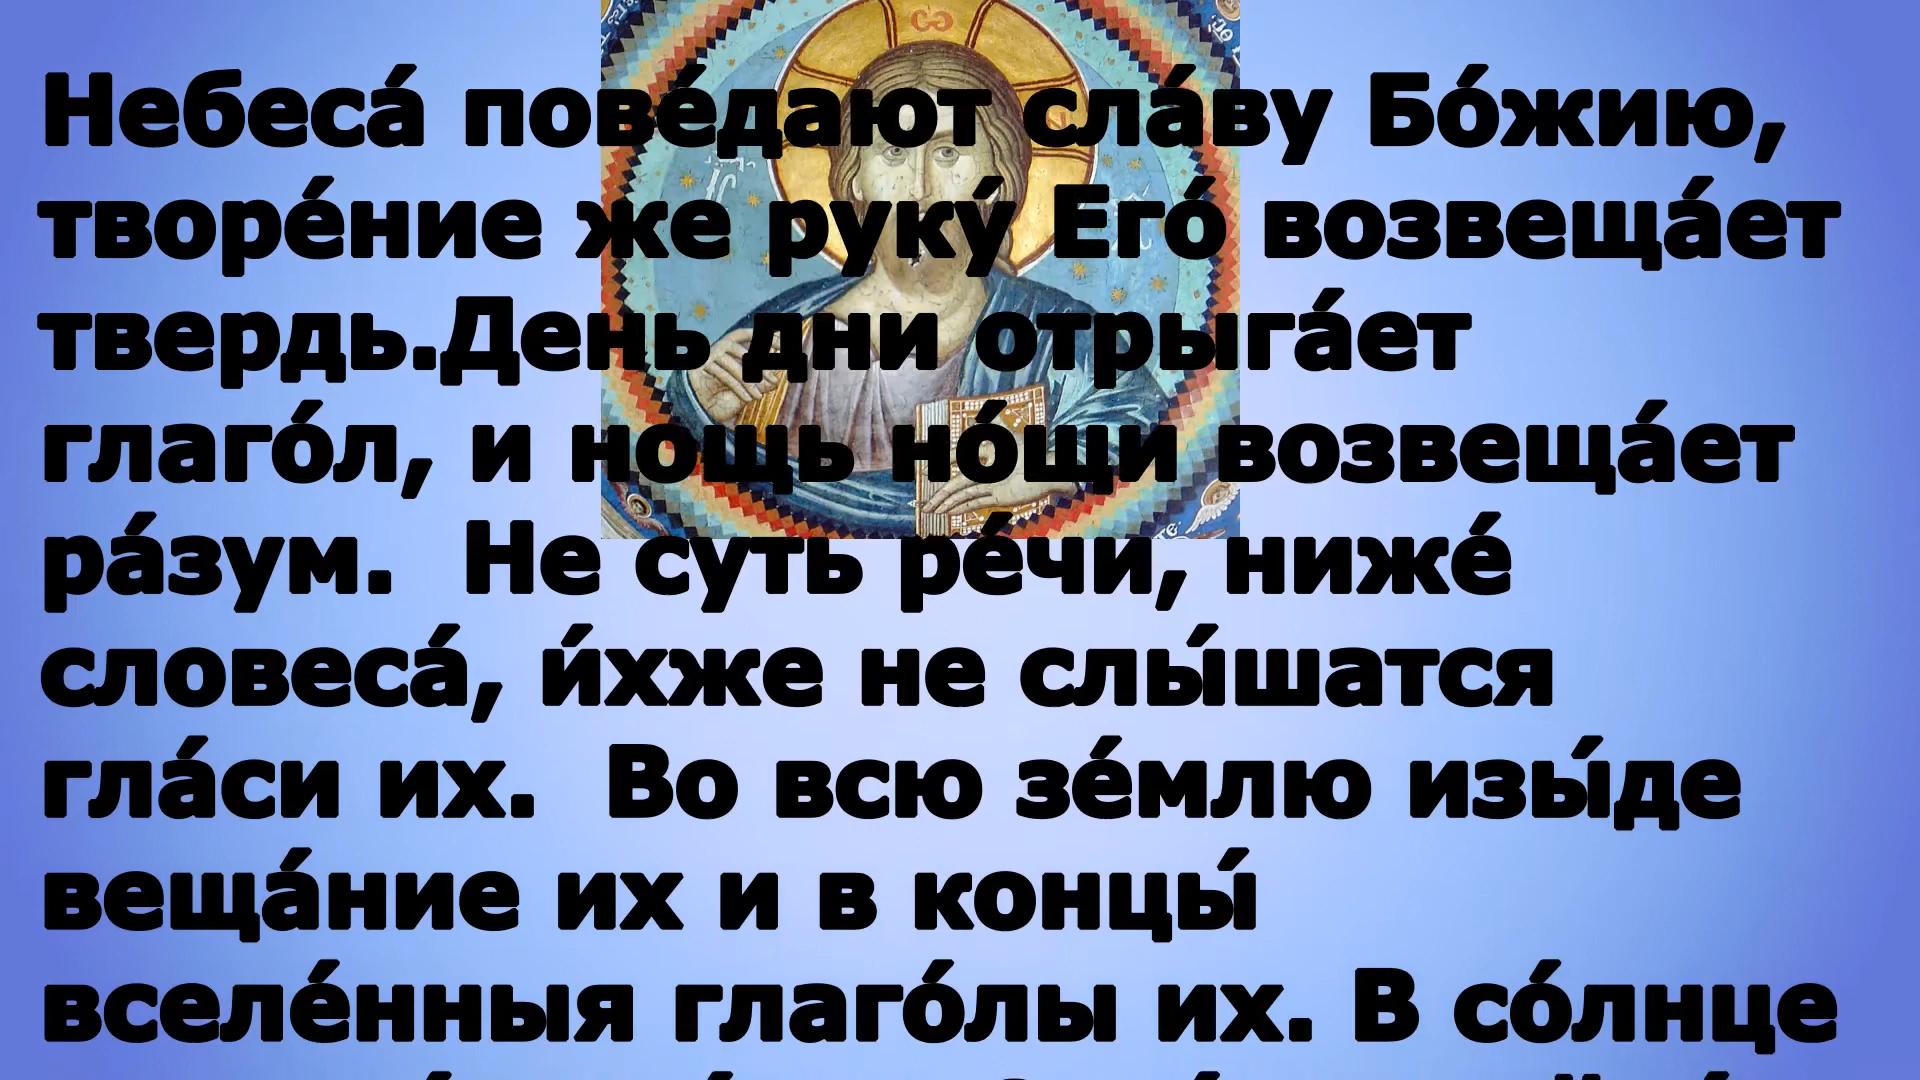 Небеса́ пове́дают сла́ву Бо́жию,
творе́ние же руку́ Его́ возвеща́ет
твердь.День дни отрыга́ет
глаго́л, и нощь но́щи возвеща́ет
ра́зум.  Не суть ре́чи, ниже́
словеса́, и́хже не слы́шатся
гла́си их.  Во всю зе́млю изы́де
веща́ние их и в концы́
вселе́нныя глаго́лы их. В со́лнце